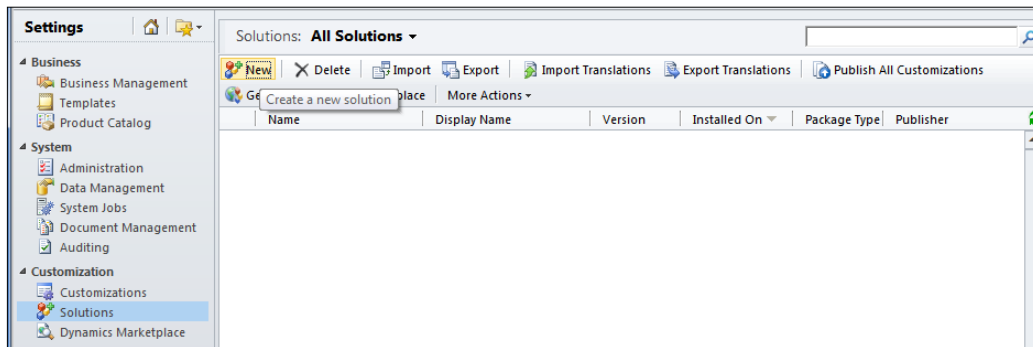 Settings
Business
Business Management
Templates
Product Catalog
System
Administration
Data Management
System Jobs
Document Management
Auditing
Customization
Customizations
Solutions
Dynamics Marketplace
Solutions: All Solutions
New Delete Import Export Import Translations Export Translations Publish All Customizations
Create a new solution More Actions
Name Display Name Version Installed On Package Type Publisher